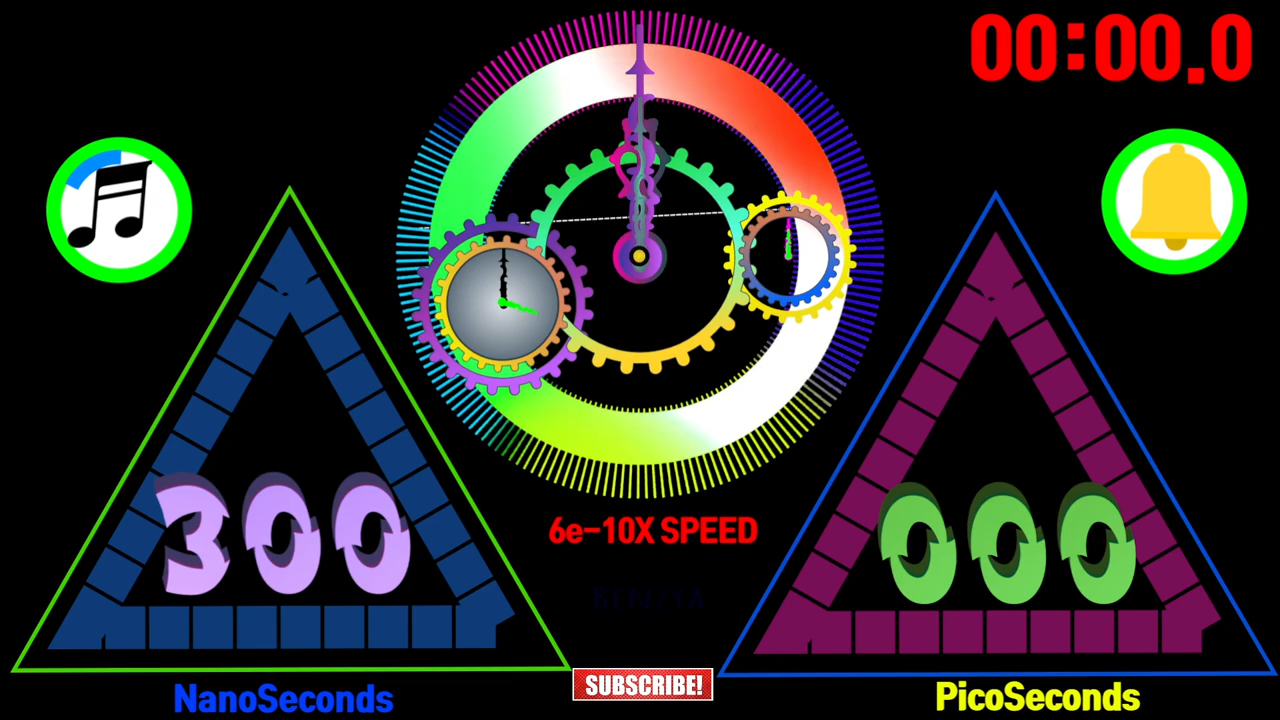 00:00.0
300
000
6e-10X SPEED
SUBSCRIBE!
NanoSeconds
PicoSeconds